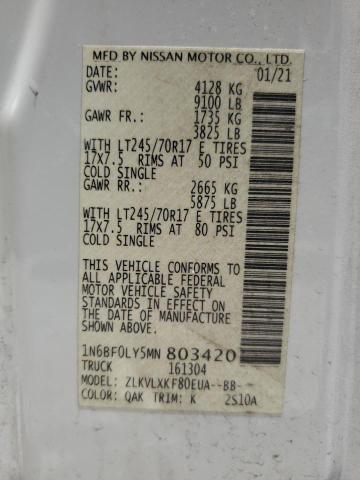 MFD BY NISSAN MOTOR CO., LTD.
DATE: 01/21
GVWR: 4128 KG
9100 LB
GAWR FR.: 1735 KG
3825 LB
WITH LT245/70R17 E TIRES
17x7.5 RIMS AT 50 PSI
COLD SINGLE
GAWR RR.: 2665 KG
5875 LB
WITH LT245/70R17 E TIRES
17x7.5 RIMS AT 80 PSI
COLD SINGLE
THIS VEHICLE CONFORMS TO
ALL APPLICABLE FEDERAL
MOTOR VEHICLE SAFETY
STANDARDS IN EFFECT ON
THE DATE OF MANUFACTURE
SHOWN ABOVE.
1N6BF0LY5MN 803420
TRUCK 161304
MODEL: ZLKVLXKF80EUA--BB-
COLOR: QAK TRIM: K 2S10A